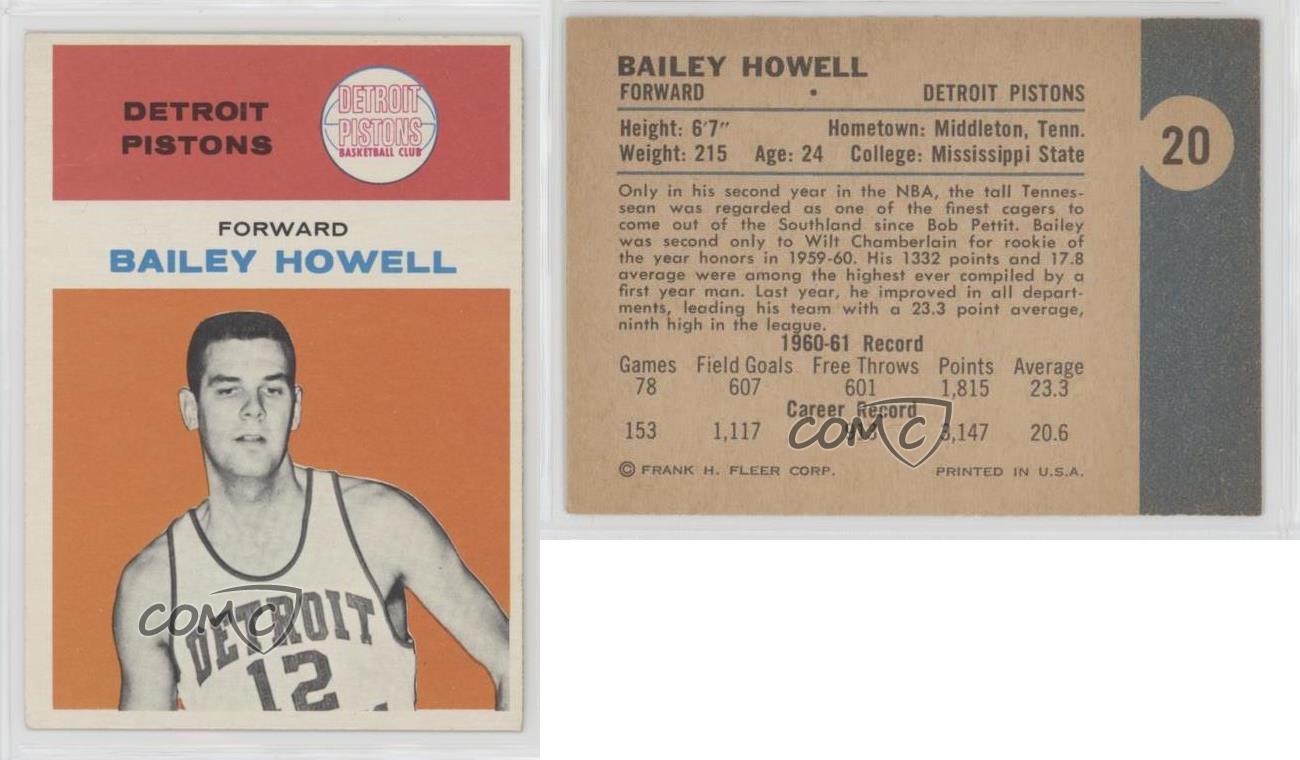 DETROIT
PISTONS
DETROIT
PISTONS
BASKETBALL CLUB
FORWARD
BAILEY HOWELL
COMC
DETROIT
12
BAILEY HOWELL
FORWARD • DETROIT PISTONS
Height: 6'7" Hometown: Middleton, Tenn.
Weight: 215 Age: 24 College: Mississippi State
20
Only in his second year in the NBA, the tall Tennes-
sean was regarded as one of the finest cagers to
come out of the Southland since Bob Pettit. Bailey
was second only to Wilt Chamberlain for rookie of
the year honors in 1959-60. His 1332 points and 17.8
average were among the highest ever compiled by a
first year man. Last year, he improved in all depart-
ments, leading his team with a 23.3 point average,
ninth high in the league.
1960-61 Record
Games Field Goals Free Throws Points Average
78 607 601 1,815 23.3
Career Record
153 1,117 3,147 20.6
COMC
© FRANK H. FLEER CORP. PRINTED IN U.S.A.